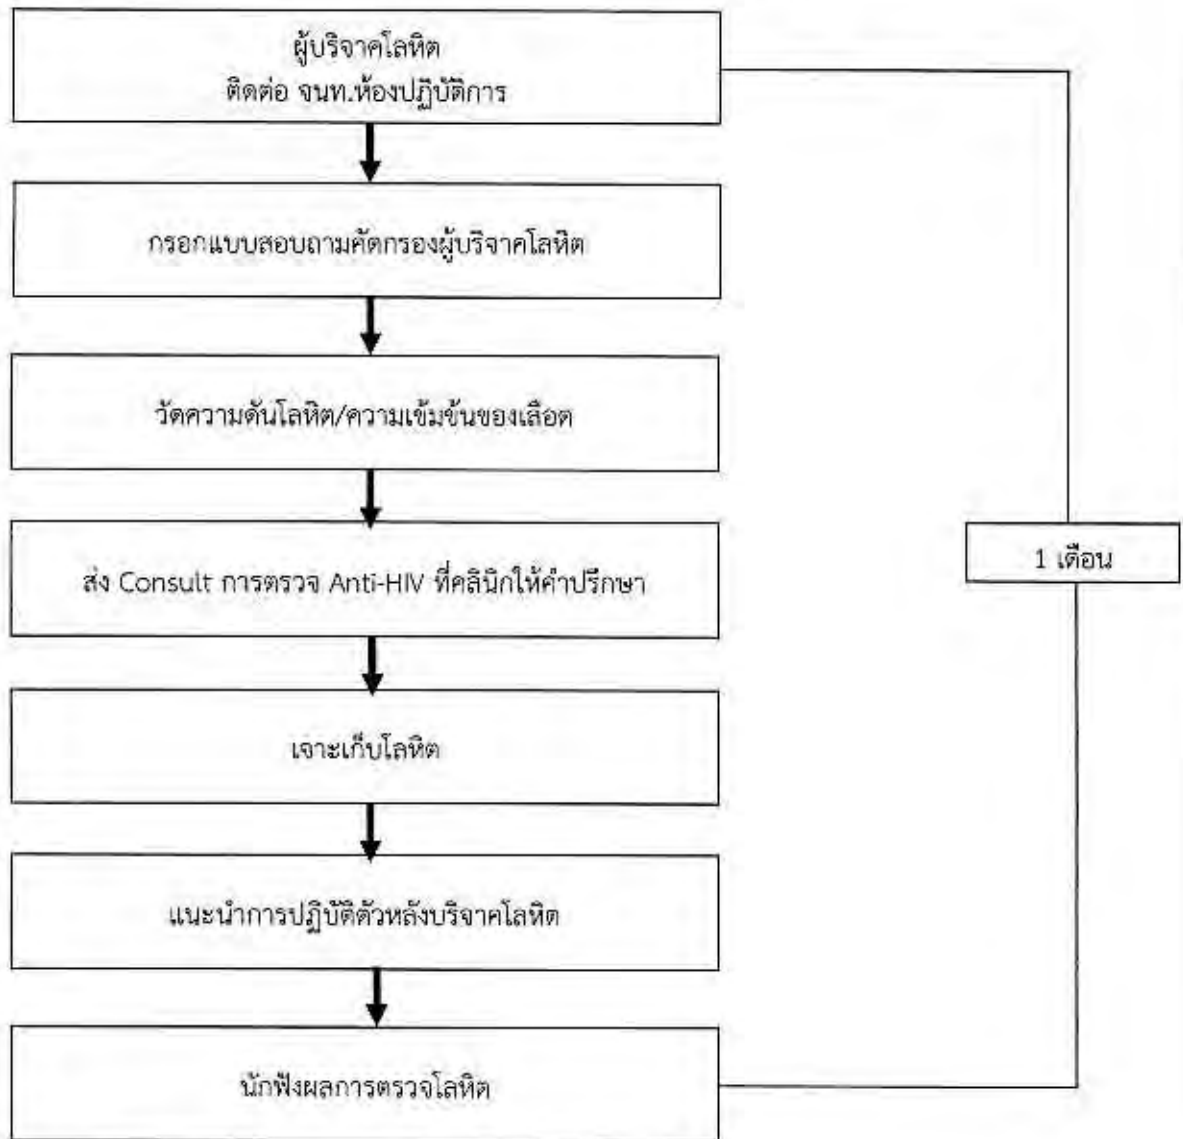 ผู้บริจาคโลหิต
ติดต่อ จนท.ห้องปฏิบัติการ
กรอกแบบสอบถามคัดกรองผู้บริจาคโลหิต
วัดความดันโลหิต/ความเข้มข้นของเลือด
ส่ง Consult การตรวจ Anti-HIV ที่คลินิกให้คำปรึกษา
1 เดือน
เจาะเก็บโลหิต
แนะนำการปฏิบัติตัวหลังบริจาคโลหิต
นักฟังผลการตรวจโลหิต